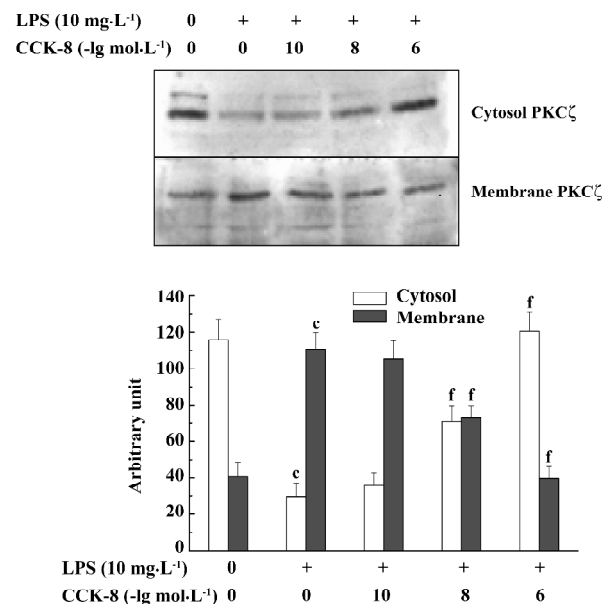 LPS (10 mg·L⁻¹) 0 + + + +
CCK-8 (-lg mol·L⁻¹) 0 0 10 8 6
Cytosol PKCζ
Membrane PKCζ
Cytosol
Membrane
Arbitrary unit
140
120
100
80
60
40
20
0
c
c
f
f
f
f
LPS (10 mg·L⁻¹) 0 + + + +
CCK-8 (-lg mol·L⁻¹) 0 0 10 8 6